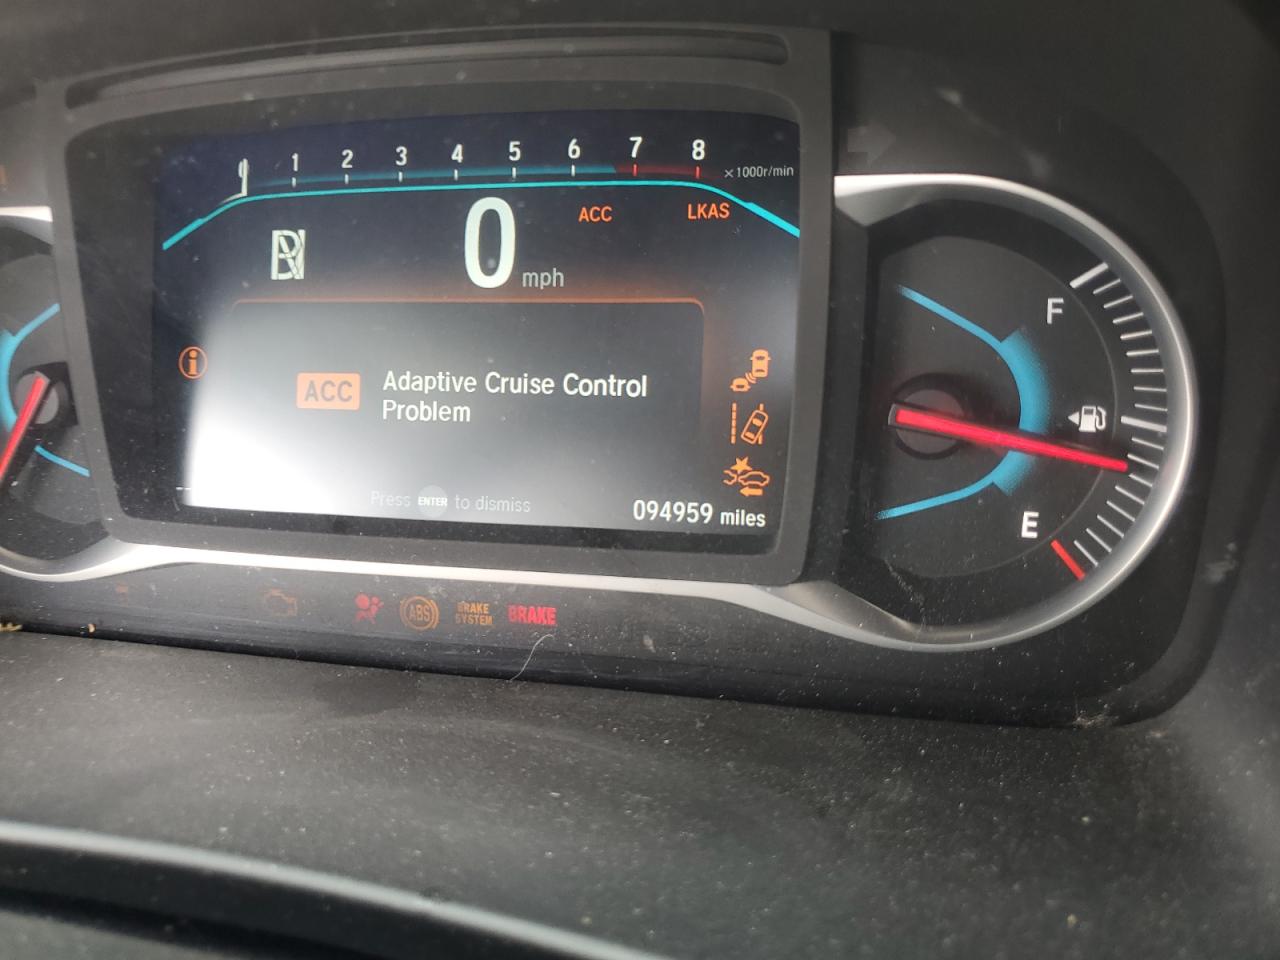 1 2 3 4 5 6 7 8 ×1000r/min
ACC LKAS
0 mph
F
ACC Adaptive Cruise Control
Problem
Press ENTER to dismiss
094959 miles
E
ABS BRAKE SYSTEM BRAKE